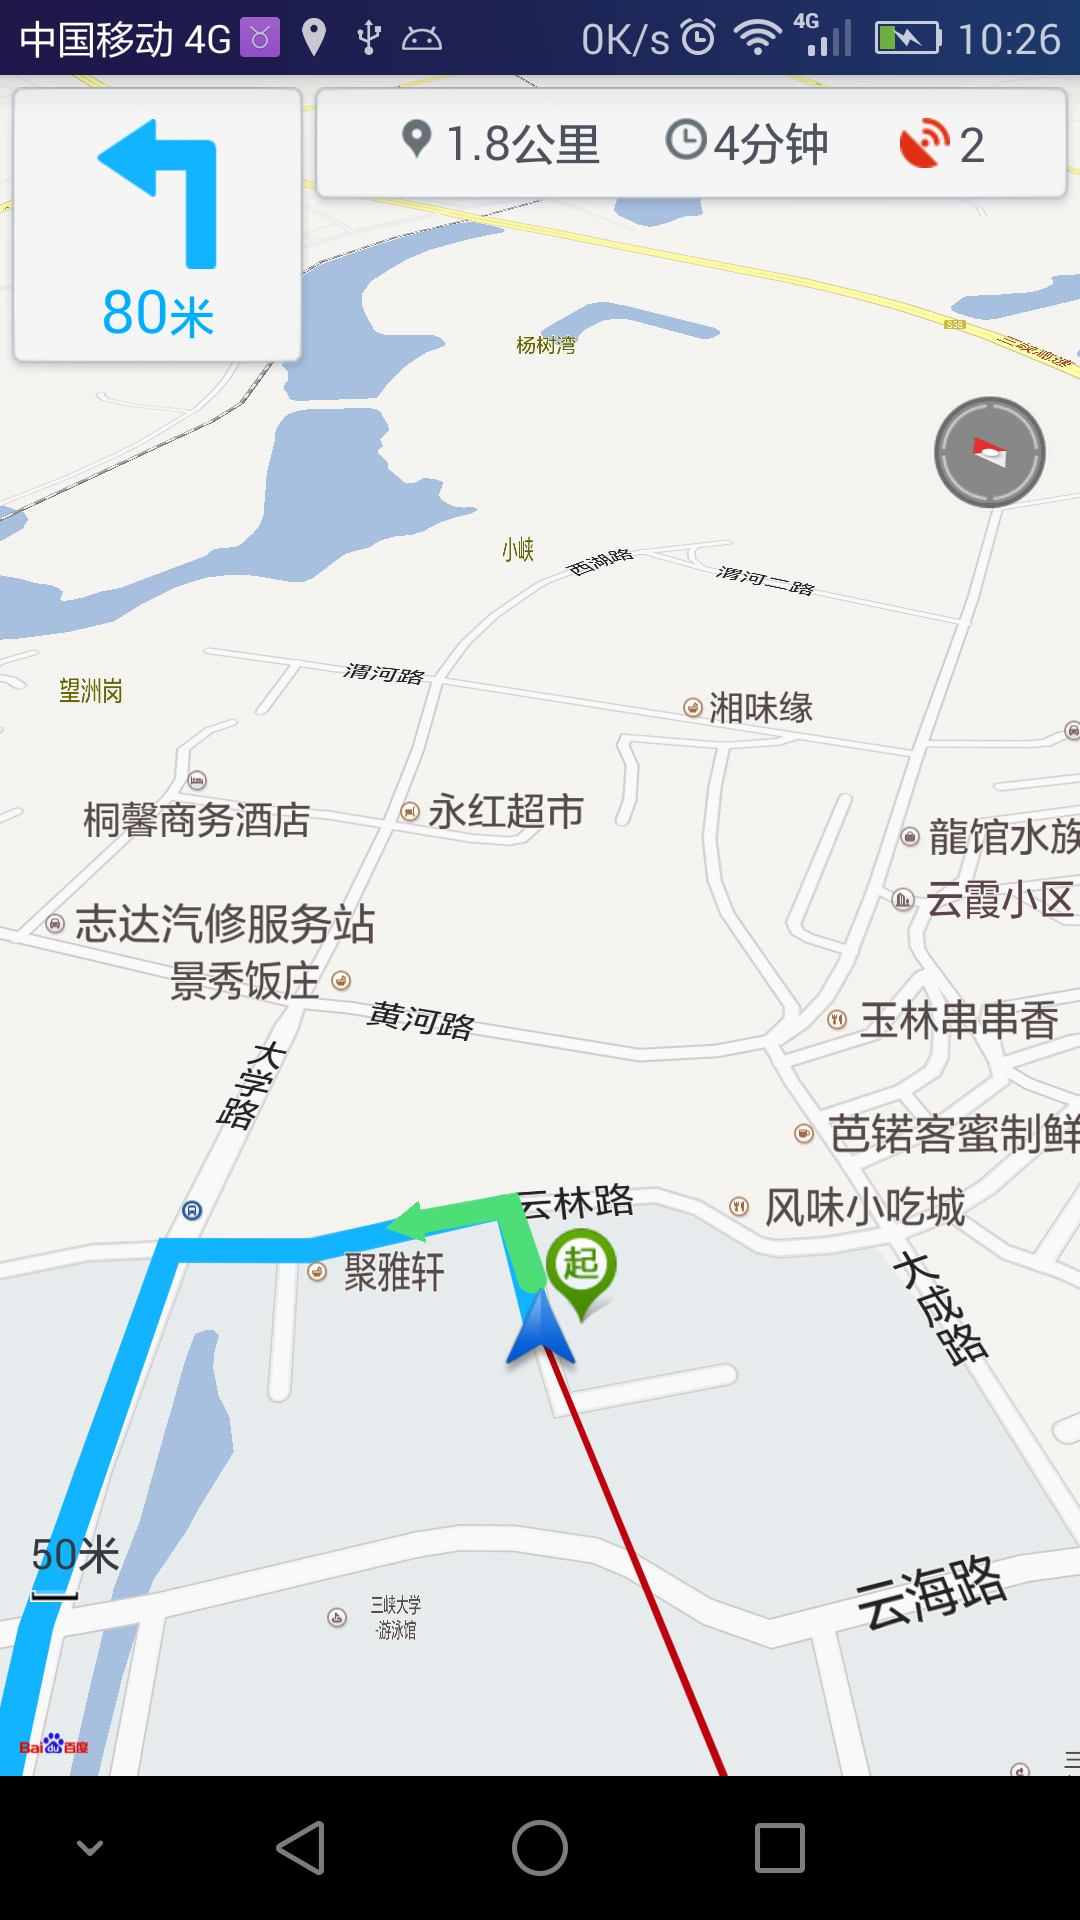 中国移动 4G
0K/s
4G
10:26
80米
1.8公里
4分钟
2
S58
三峡高速
杨树湾
小峡
西湖路
渭河二路
渭河路
望洲岗
湘味缘
桐馨商务酒店
永红超市
龍馆水族
云霞小区
志达汽修服务站
景秀饭庄
黄河路
玉林串串香
大学路
芭锘客蜜制鲜
云林路
风味小吃城
聚雅轩
起
大成路
50米
三峡大学
-游泳馆
云海路
Bai du 百度
三